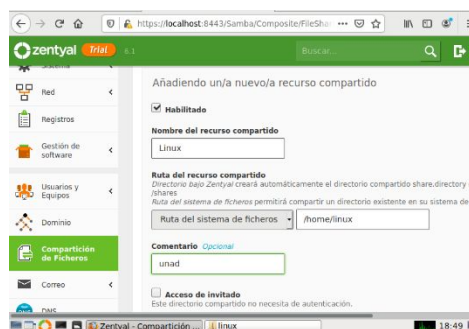 https://localhost:8443/Samba/Composite/FileSha
zentyal Trial 6.1
Buscar...
Red
Registros
Gestión de software
Usuarios y Equipos
Dominio
Compartición de Ficheros
Correo
DNS
Añadiendo un/a nuevo/a recurso compartido
Habilitado
Nombre del recurso compartido
Linux
Ruta del recurso compartido
Directorio bajo Zentyal creará automáticamente el directorio compartido share.directory
/shares
Ruta del sistema de ficheros permitirá compartir un directorio existente en su sistema de
Ruta del sistema de ficheros /home/linux
Comentario Opcional
unad
Acceso de invitado
Este directorio compartido no necesita de autenticación.
Zentyal - Compartición ... linux 18:49